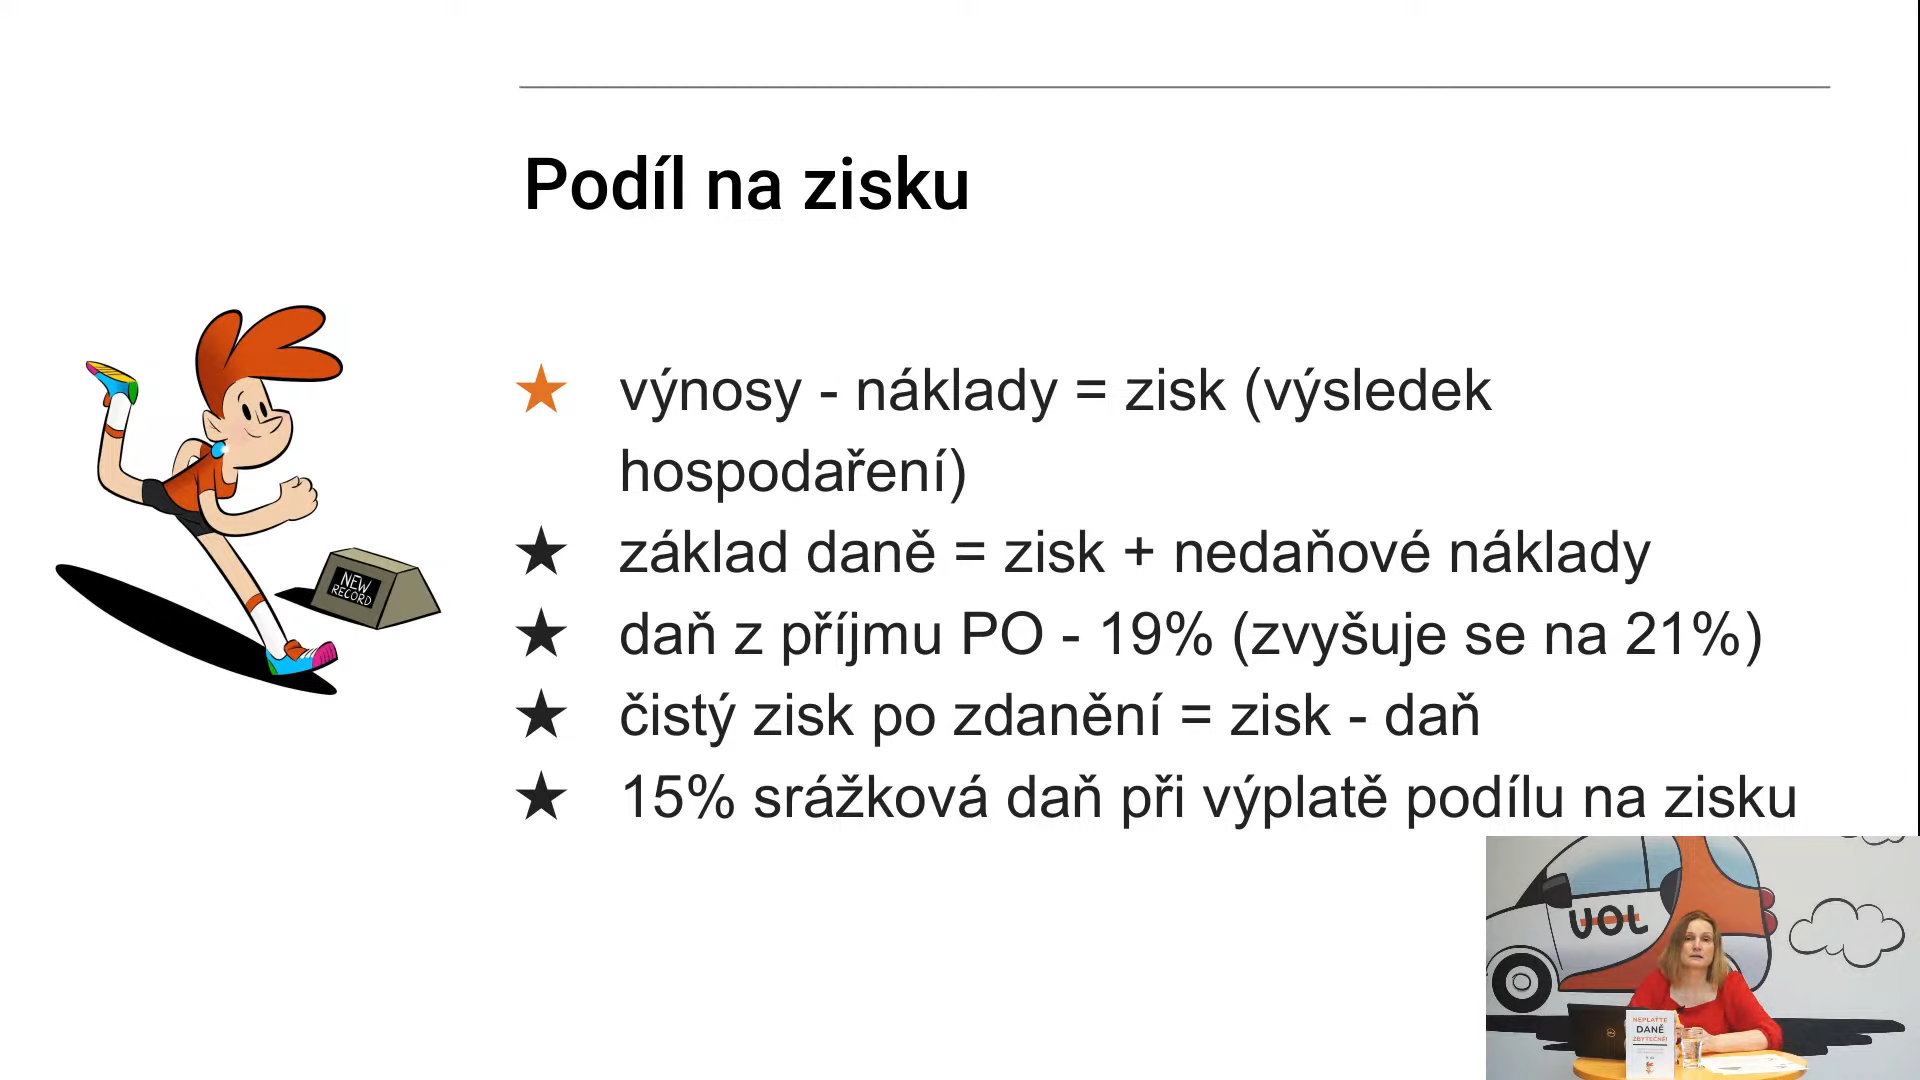 Podíl na zisku
★ výnosy - náklady = zisk (výsledek
hospodaření)
★ základ daně = zisk + nedaňové náklady
★ daň z příjmu PO - 19% (zvyšuje se na 21%)
★ čistý zisk po zdanění = zisk - daň
★ 15% srážková daň při výplatě podílu na zisku
NEW
RECORD
UOL
NEPLAŤTE
DANĚ
ZBYTEČNĚ!